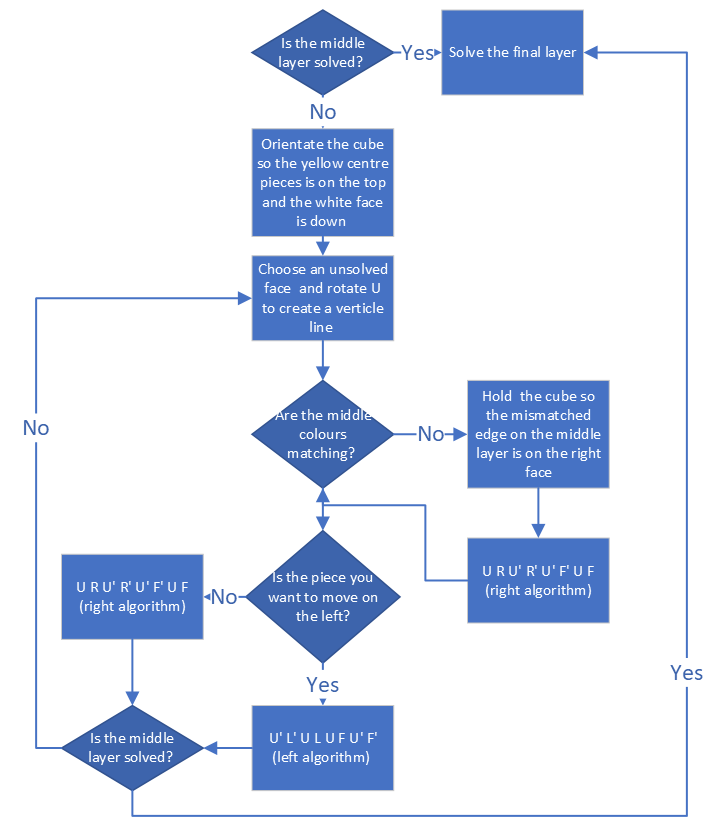 Is the middle
layer solved?
Yes
Solve the final layer
No
Orientate the cube
so the yellow centre
pieces is on the top
and the white face
is down
Choose an unsolved
face  and rotate U
to create a verticle
line
Are the middle
colours
matching?
No
Hold  the cube so
the mismatched
edge on the middle
layer is on the right
face
No
U R U' R' U' F' U F
(right algorithm)
Is the piece you
want to move on
the left?
No
U R U' R' U' F' U F
(right algorithm)
Yes
Yes
Is the middle
layer solved?
U' L' U L U F U' F'
(left algorithm)